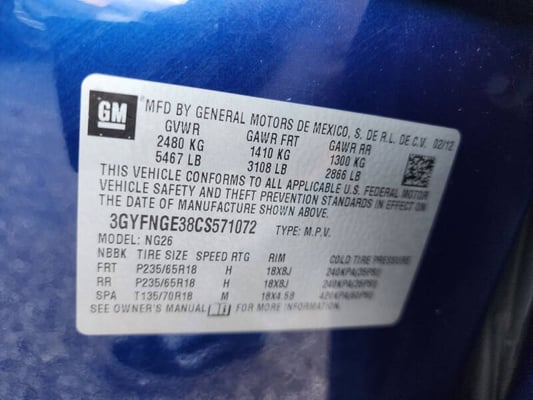 GM
MFD BY GENERAL MOTORS DE MEXICO, S. DE R.L. DE C.V. 02/12
GVWR GAWR FRT GAWR RR
2480 KG 1410 KG 1300 KG
5467 LB 3108 LB 2866 LB
THIS VEHICLE CONFORMS TO ALL APPLICABLE U.S. FEDERAL MOTOR
VEHICLE SAFETY AND THEFT PREVENTION STANDARDS IN EFFECT ON
THE DATE OF MANUFACTURE SHOWN ABOVE.
3GYFNGE38CS571072 TYPE: M.P.V.
MODEL: NG26
NBBK TIRE SIZE SPEED RTG RIM COLD TIRE PRESSURE
FRT P235/65R18 H 18X8J 240KPA(35PSI)
RR P235/65R18 H 18X8J 240KPA(35PSI)
SPA T135/70R18 M 18X4.5B 420KPA(60PSI)
SEE OWNER'S MANUAL FOR MORE INFORMATION.